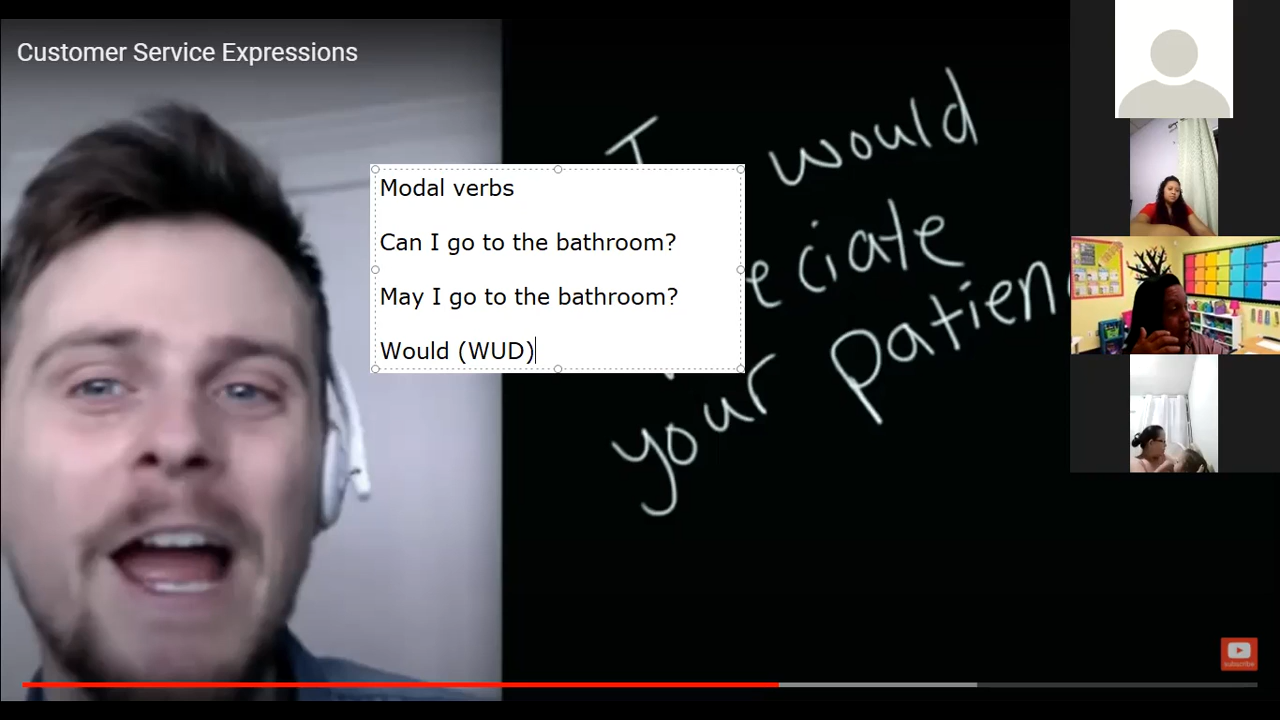 Customer Service Expressions
I would
eciate
your patien
Modal verbs
Can I go to the bathroom?
May I go to the bathroom?
Would (WUD)
subscribe